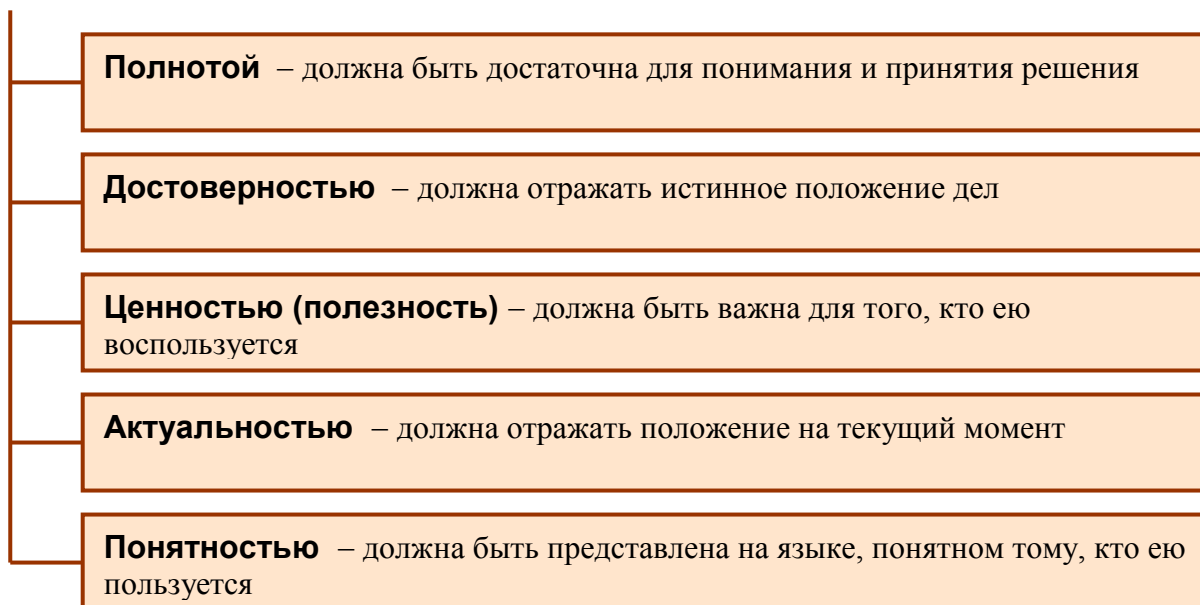 Полнотой – должна быть достаточна для понимания и принятия решения
Достоверностью – должна отражать истинное положение дел
Ценностью (полезность) – должна быть важна для того, кто ею
воспользуется
Актуальностью – должна отражать положение на текущий момент
Понятностью – должна быть представлена на языке, понятном тому, кто ею
пользуется